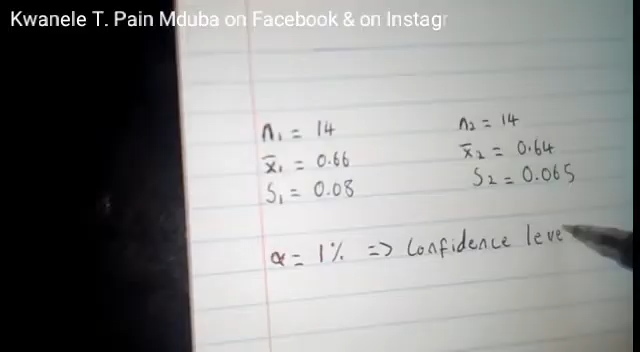 Kwanele T. Pain Mduba on Facebook & on Instagr
n₁ = 14
x̄₁ = 0.66
S₁ = 0.08
n₂ = 14
x̄₂ = 0.64
S₂ = 0.065
α = 1% => Confidence leve